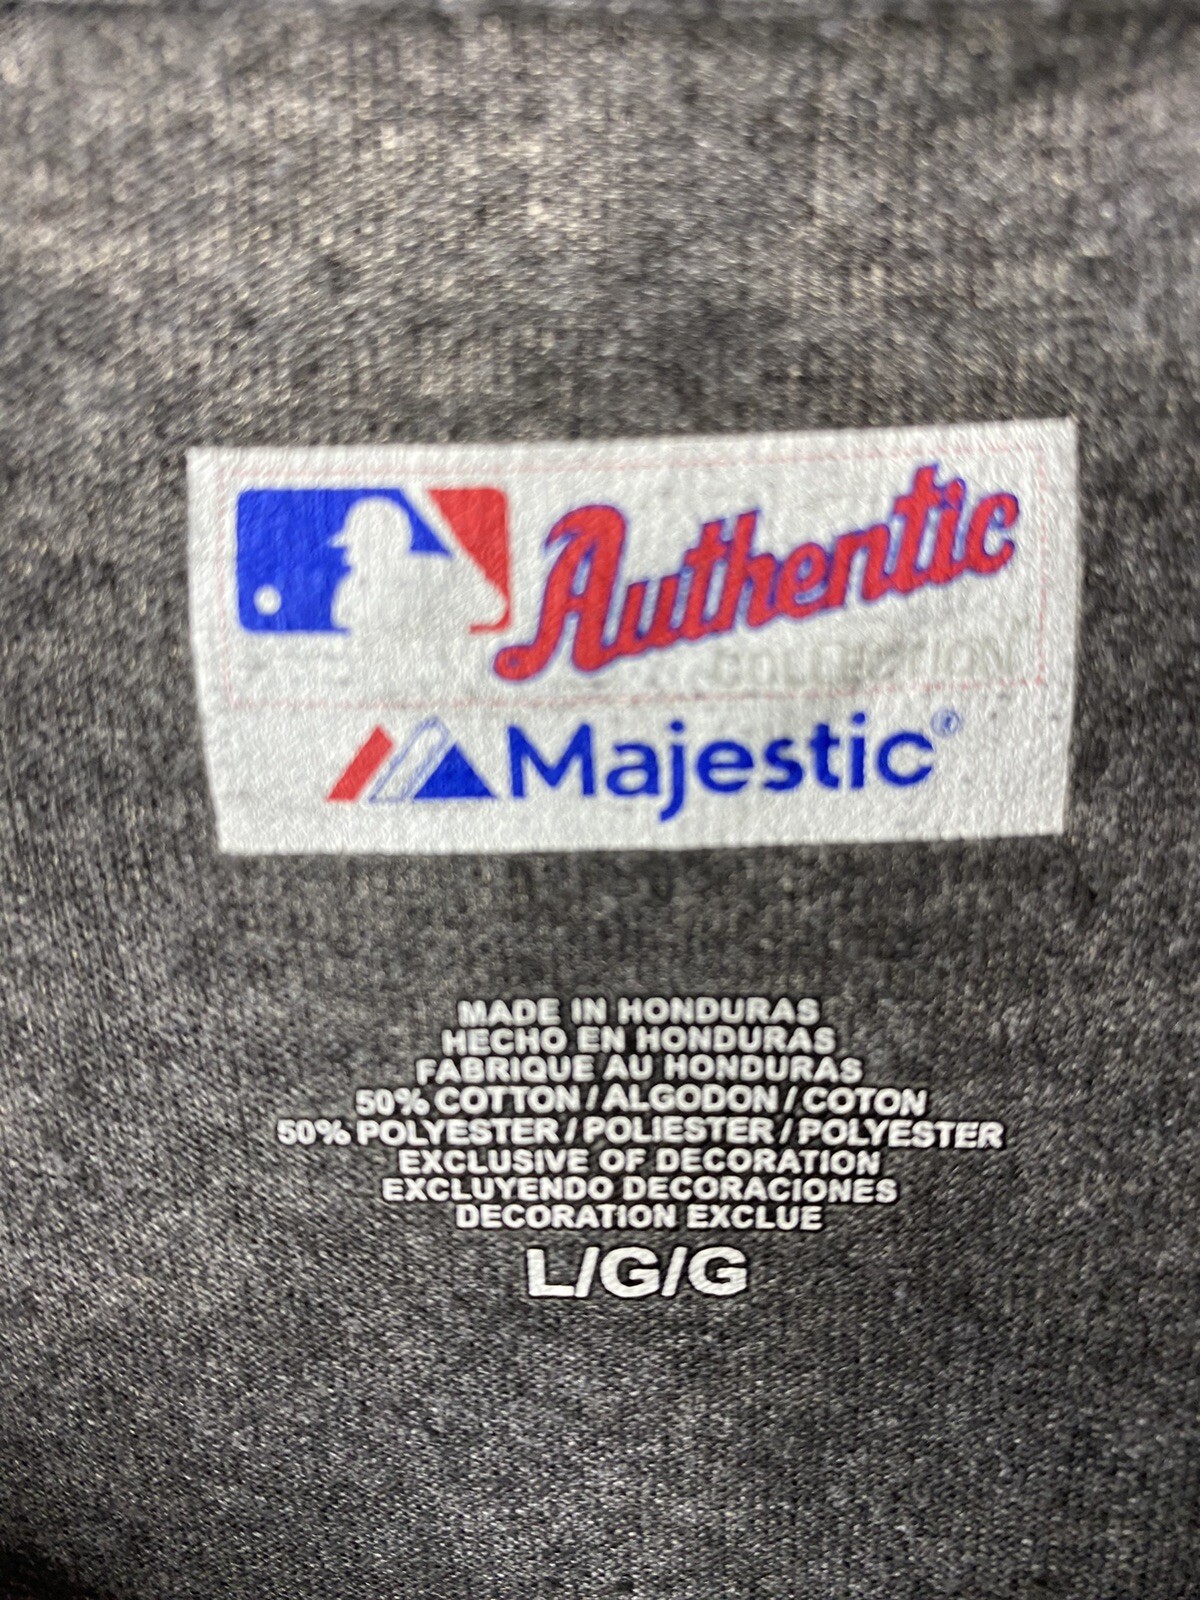 Authentic
COLLECTION
Majestic®
MADE IN HONDURAS
HECHO EN HONDURAS
FABRIQUE AU HONDURAS
50% COTTON / ALGODON / COTON
50% POLYESTER / POLIESTER / POLYESTER
EXCLUSIVE OF DECORATION
EXCLUYENDO DECORACIONES
DECORATION EXCLUE
L/G/G